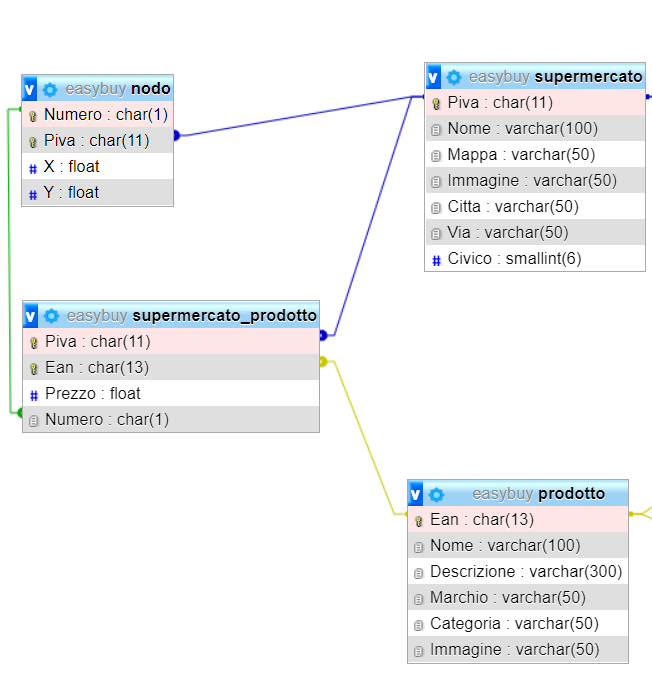 v easybuy nodo
Numero : char(1)
Piva : char(11)
# X : float
# Y : float
v easybuy supermercato
Piva : char(11)
Nome : varchar(100)
Mappa : varchar(50)
Immagine : varchar(50)
Citta : varchar(50)
Via : varchar(50)
# Civico : smallint(6)
v easybuy supermercato_prodotto
Piva : char(11)
Ean : char(13)
# Prezzo : float
Numero : char(1)
v easybuy prodotto
Ean : char(13)
Nome : varchar(100)
Descrizione : varchar(300)
Marchio : varchar(50)
Categoria : varchar(50)
Immagine : varchar(50)